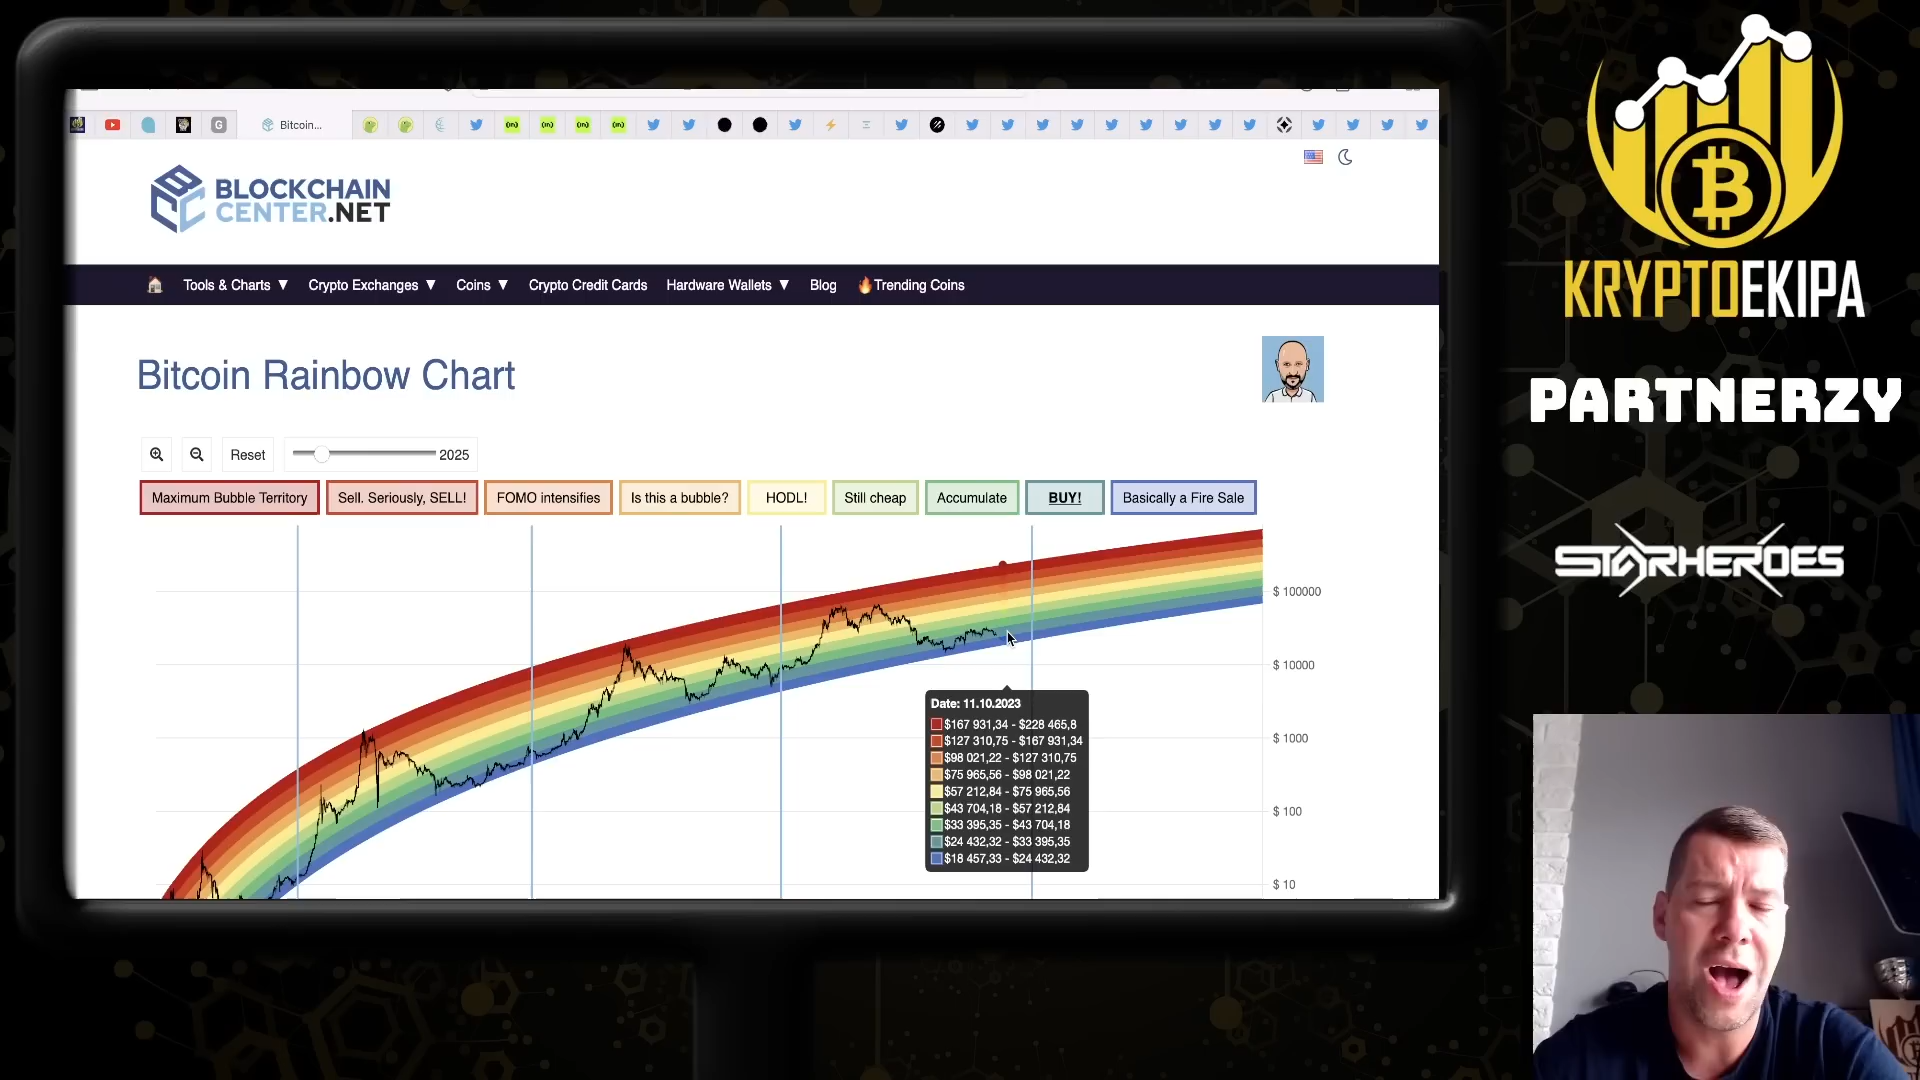 Bitcoin...
BLOCKCHAIN
CENTER.NET
Tools & Charts ▼ Crypto Exchanges ▼ Coins ▼ Crypto Credit Cards Hardware Wallets ▼ Blog Trending Coins
Bitcoin Rainbow Chart
Reset 2025
Maximum Bubble Territory Sell. Seriously, SELL! FOMO intensifies Is this a bubble? HODL! Still cheap Accumulate BUY! Basically a Fire Sale
$ 100000
$ 10000
$ 1000
$ 100
$ 10
Date: 11.10.2023
$167 931,34 - $228 465,8
$127 310,75 - $167 931,34
$98 021,22 - $127 310,75
$75 965,56 - $98 021,22
$57 212,84 - $75 965,56
$43 704,18 - $57 212,84
$33 395,35 - $43 704,18
$24 432,32 - $33 395,35
$18 457,33 - $24 432,32
KRYPTOEKIPA
PARTNERZY
STARHEROES